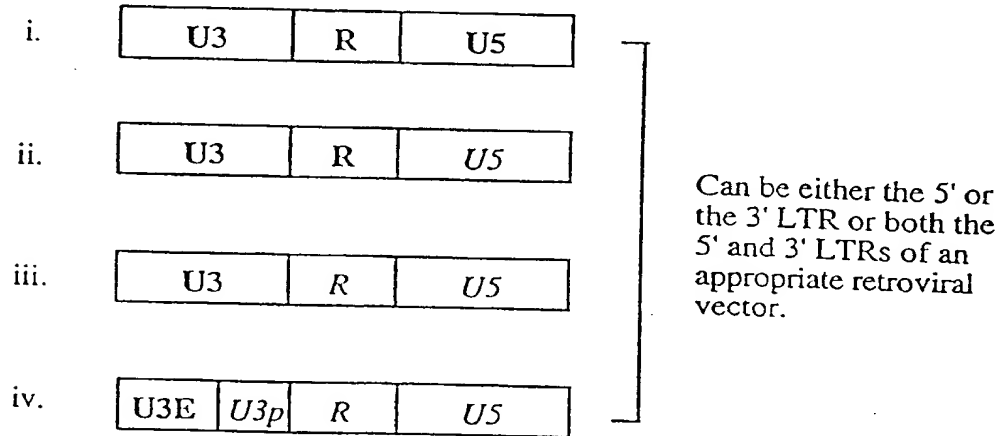 i. U3 R U5
ii. U3 R U5
iii. U3 R U5
iv. U3E U3p R U5
Can be either the 5' or
the 3' LTR or both the
5' and 3' LTRs of an
appropriate retroviral
vector.